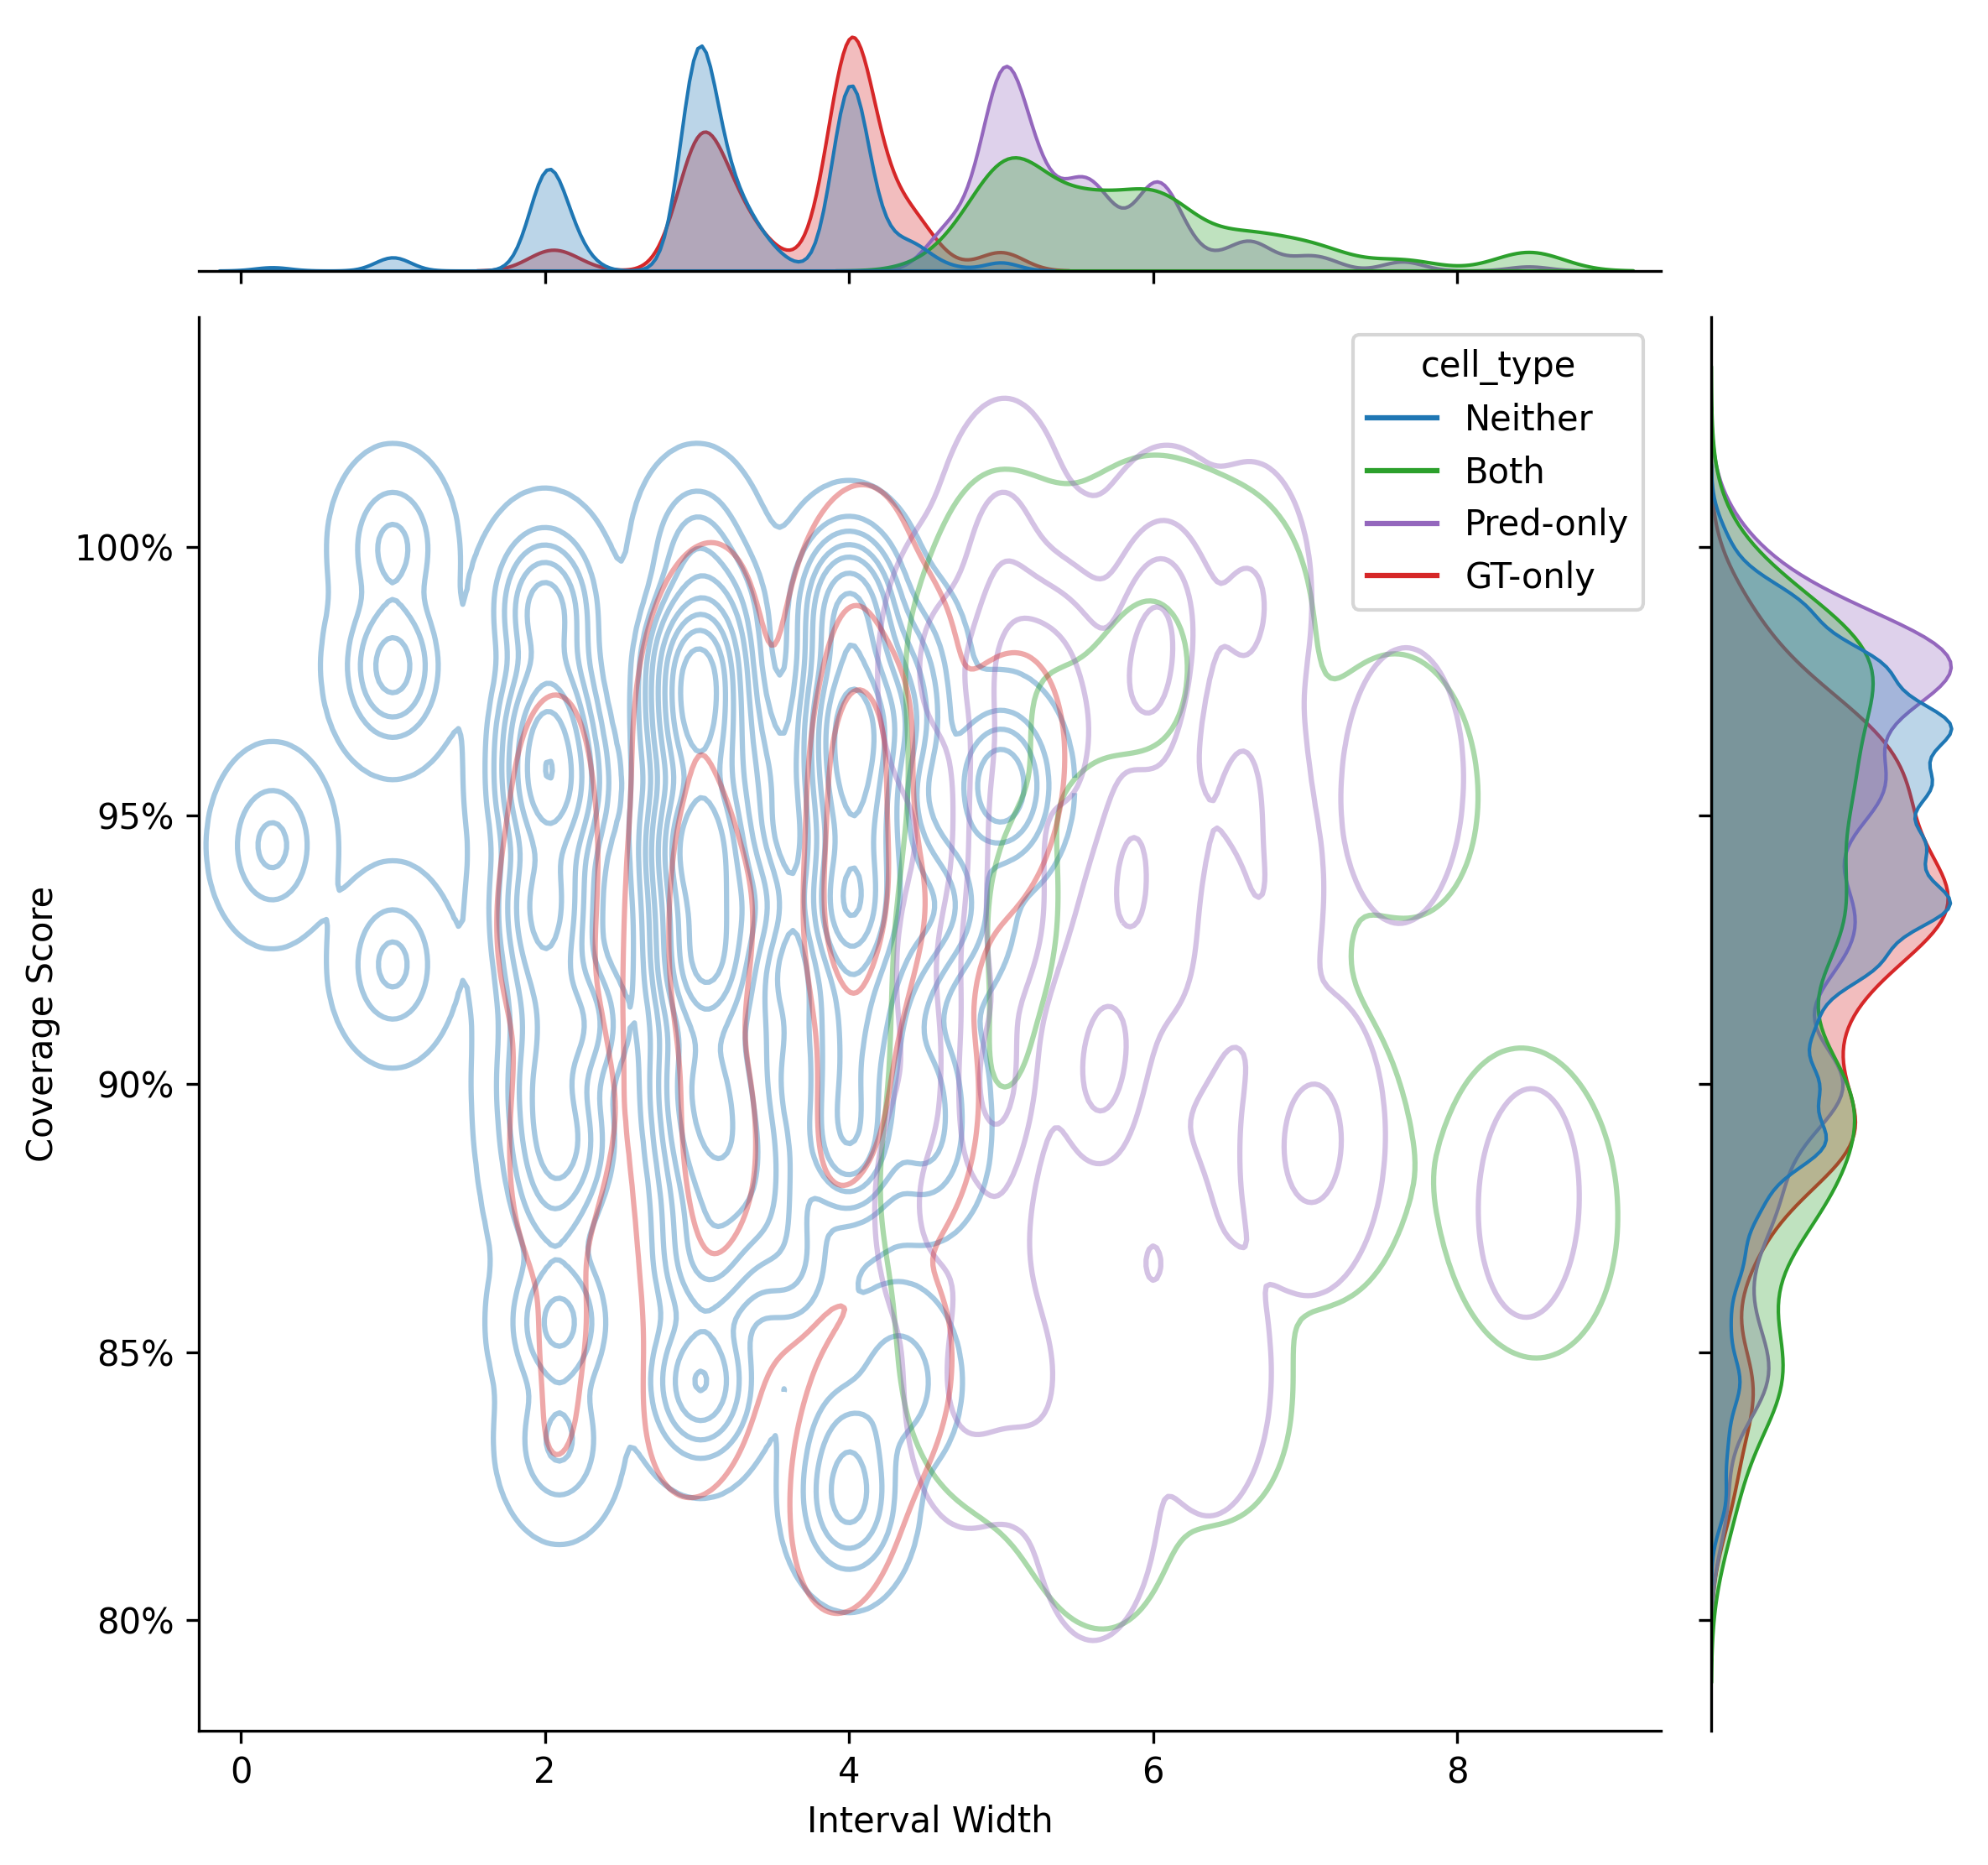 cell_type
Neither
Both
Pred-only
GT-only
Coverage Score
100%
95%
90%
85%
80%
0 2 4 6 8
Interval Width